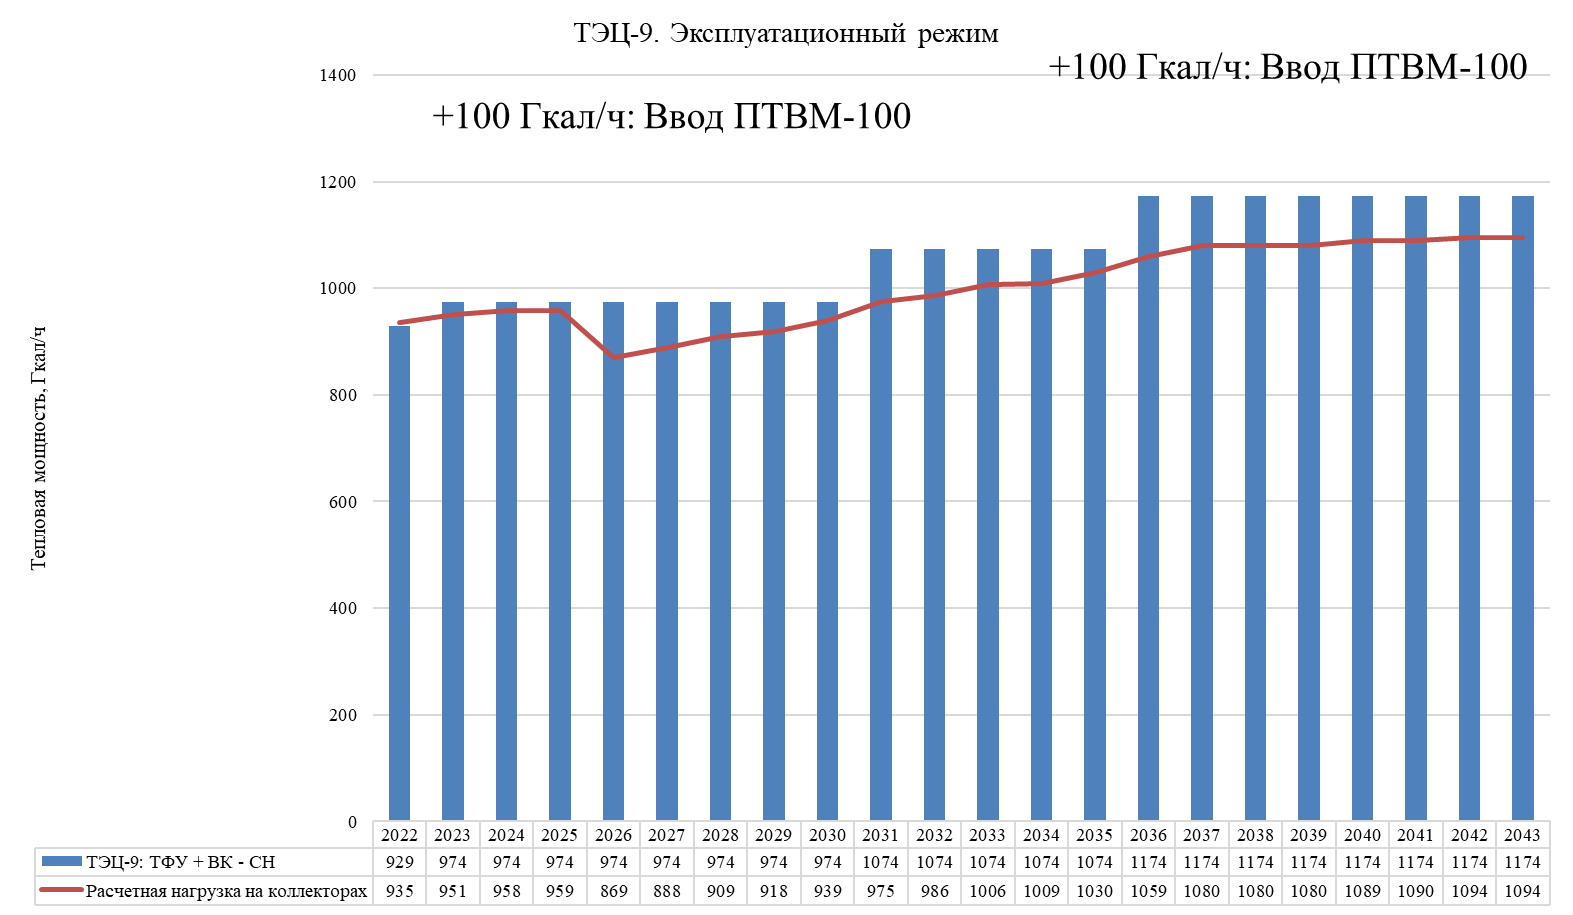 ТЭЦ-9. Эксплуатационный режим
+100 Гкал/ч: Ввод ПТВМ-100
+100 Гкал/ч: Ввод ПТВМ-100
Тепловая мощность, Гкал/ч
1400
1200
1000
800
600
400
200
0
2022 2023 2024 2025 2026 2027 2028 2029 2030 2031 2032 2033 2034 2035 2036 2037 2038 2039 2040 2041 2042 2043
ТЭЦ-9: ТФУ + ВК - СН 929 974 974 974 974 974 974 974 974 1074 1074 1074 1074 1074 1174 1174 1174 1174 1174 1174 1174 1174
Расчетная нагрузка на коллекторах 935 951 958 959 869 888 909 918 939 975 986 1006 1009 1030 1059 1080 1080 1080 1089 1090 1094 1094